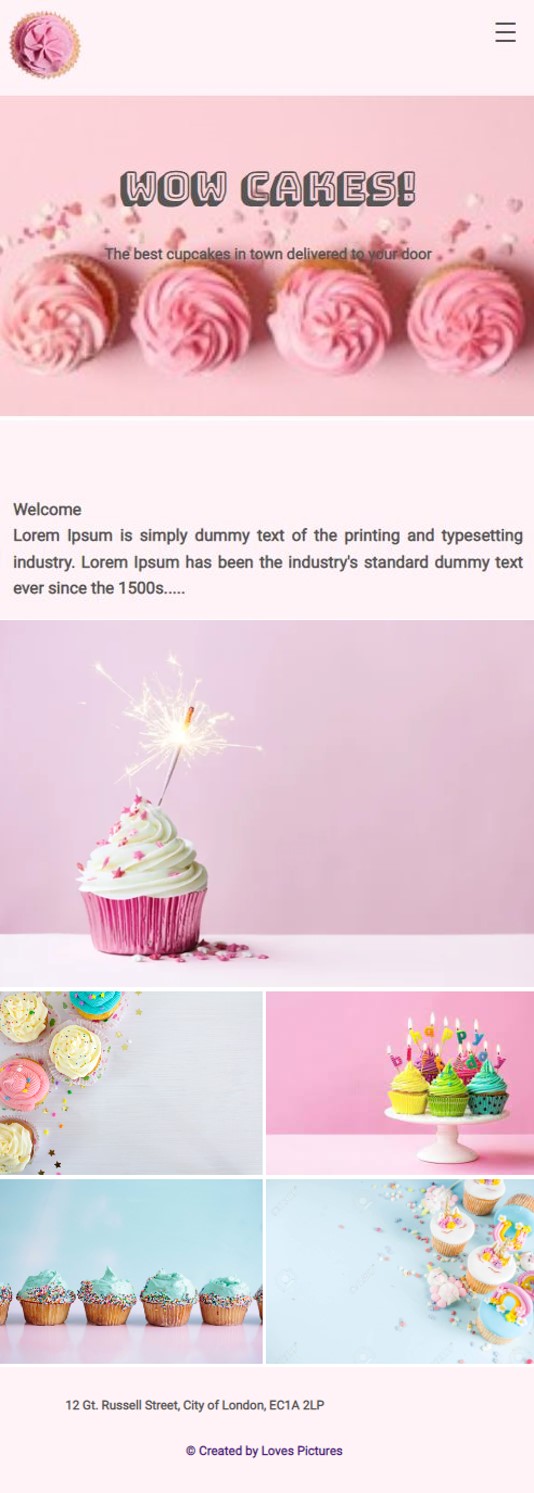 WOW CAKES!
The best cupcakes in town delivered to your door
Welcome
Lorem Ipsum is simply dummy text of the printing and typesetting
industry. Lorem Ipsum has been the industry's standard dummy text
ever since the 1500s.....
12 Gt. Russell Street, City of London, EC1A 2LP
© Created by Loves Pictures